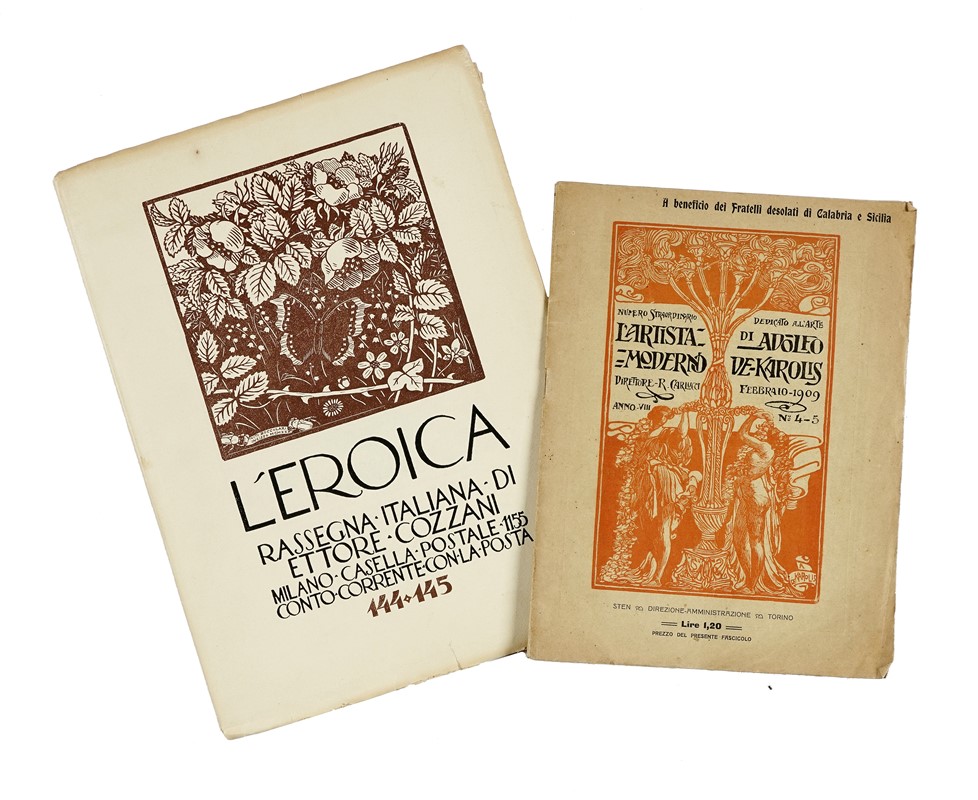 L'EROICA
RASSEGNA·ITALIANA·DI
ETTORE·COZZANI
MILANO·CASELLA·POSTALE·1155
CONTO·CORRENTE·CON·LA·POSTA
144·145
A beneficio dei Fratelli desolati di Calabria e Sicilia
NUMERO STRAORDINARIO
L'ARTISTA-
-MODERNO
DIRETTORE-R. CARLUCCI
ANNO-VIII
DEDICATO ALL'ARTE
DI ADOLFO
DE-KAROLIS
FEBBRAIO-1909
Nⁱ 4-5
A
KAROLIS
STEN DIREZIONE-AMMINISTRAZIONE TORINO
Lire 1,20
PREZZO DEL PRESENTE FASCICOLO